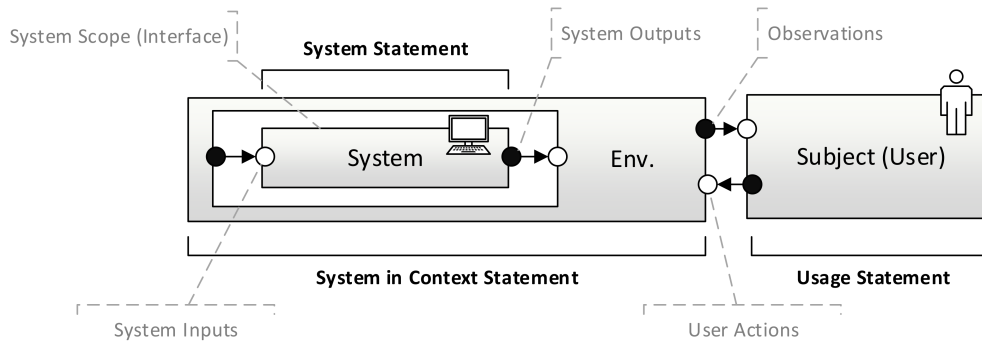 System Scope (Interface)
System Statement
System Outputs
Observations
System
Env.
Subject (User)
System in Context Statement
Usage Statement
System Inputs
User Actions